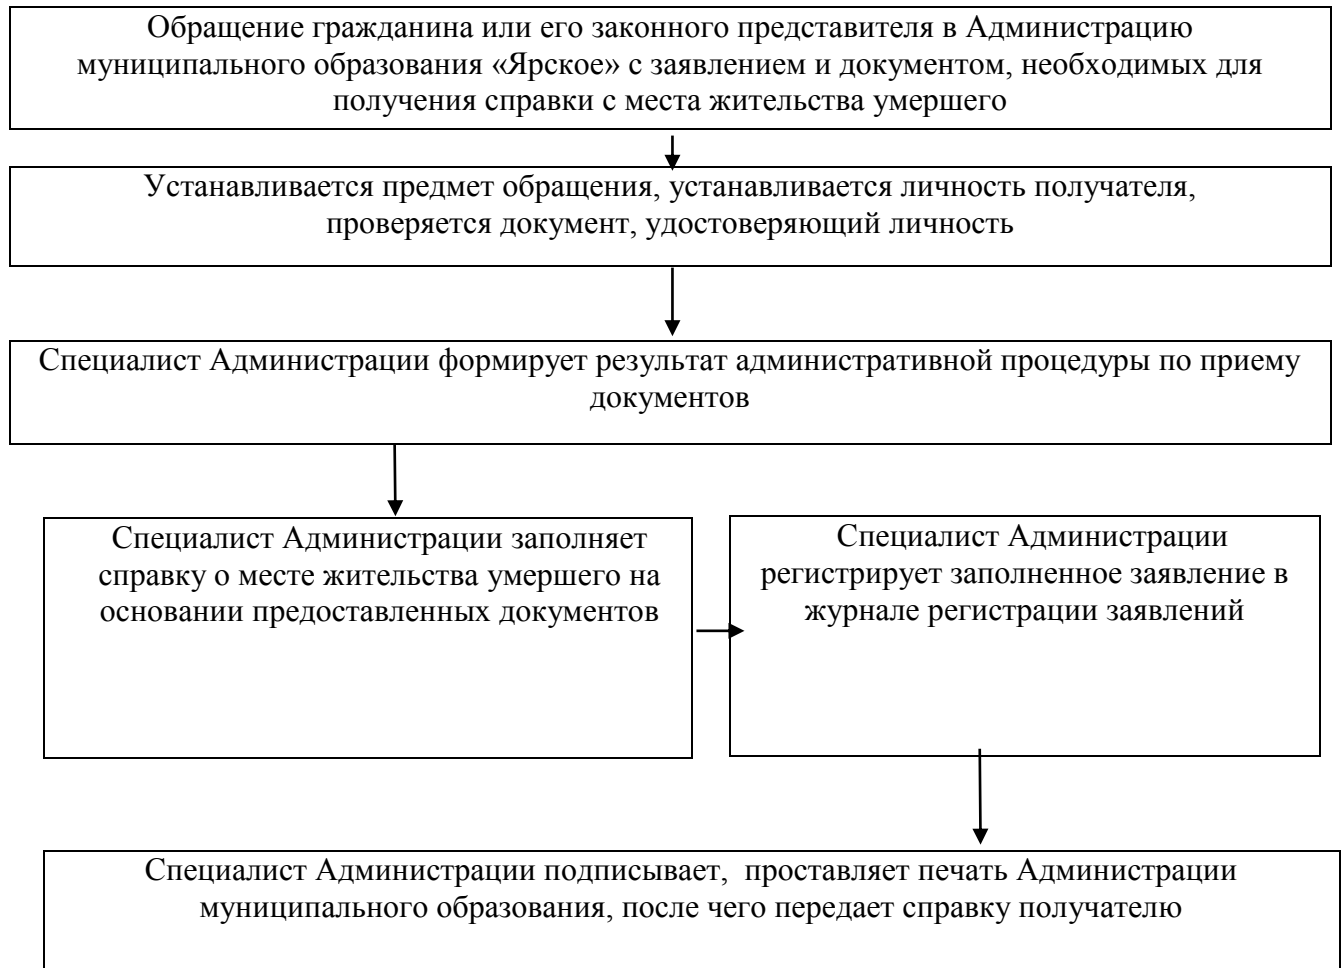 Обращение гражданина или его законного представителя в Администрацию
муниципального образования «Ярское» с заявлением и документом, необходимых для
получения справки с места жительства умершего
Устанавливается предмет обращения, устанавливается личность получателя,
проверяется документ, удостоверяющий личность
Специалист Администрации формирует результат административной процедуры по приему
документов
Специалист Администрации заполняет
справку о месте жительства умершего на
основании предоставленных документов
Специалист Администрации
регистрирует заполненное заявление в
журнале регистрации заявлений
Специалист Администрации подписывает,  проставляет печать Администрации
муниципального образования, после чего передает справку получателю